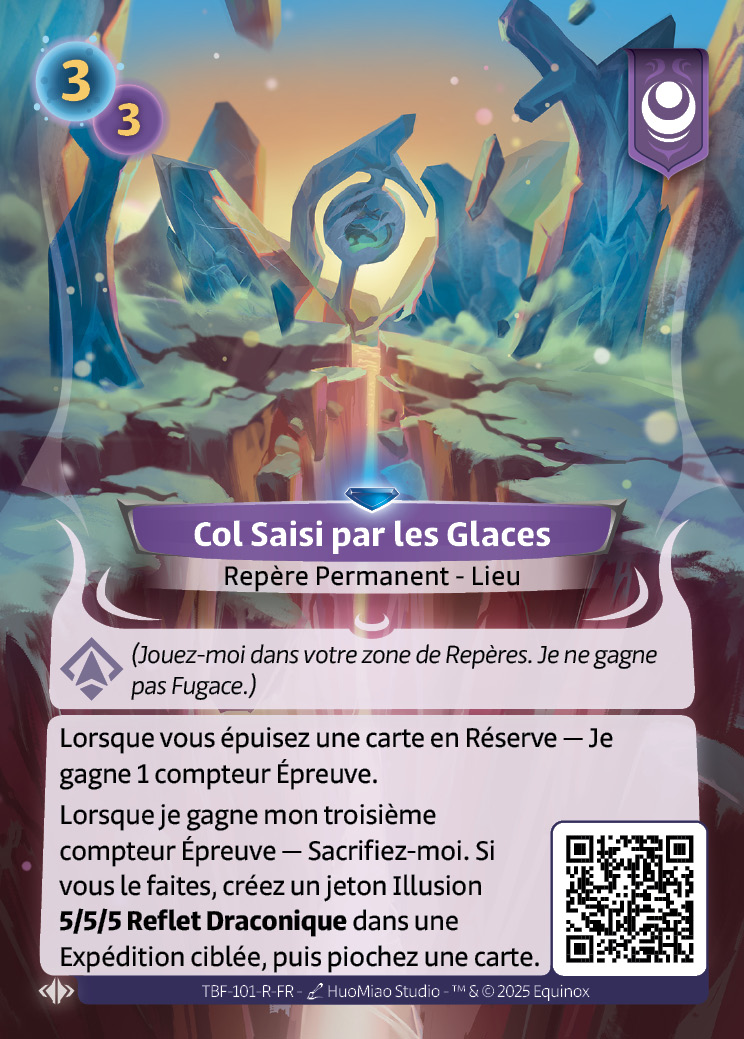 3
3
Col Saisi par les Glaces
Repère Permanent - Lieu
(Jouez-moi dans votre zone de Repères. Je ne gagne
pas Fugace.)
Lorsque vous épuisez une carte en Réserve — Je
gagne 1 compteur Épreuve.
Lorsque je gagne mon troisième
compteur Épreuve — Sacrifiez-moi. Si
vous le faites, créez un jeton Illusion
5/5/5 Reflet Draconique dans une
Expédition ciblée, puis piochez une carte.
TBF-101-R-FR - HuoMiao Studio - ™ & © 2025 Equinox